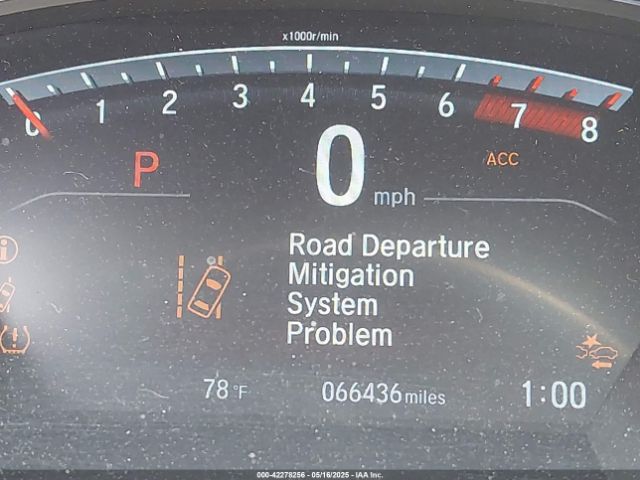 x1000r/min
0 1 2 3 4 5 6 7 8
P 0 mph ACC
Road Departure
Mitigation
System
Problem
78°F 066436 miles 1:00
000-42278256 - 05/16/2025 - IAA Inc.